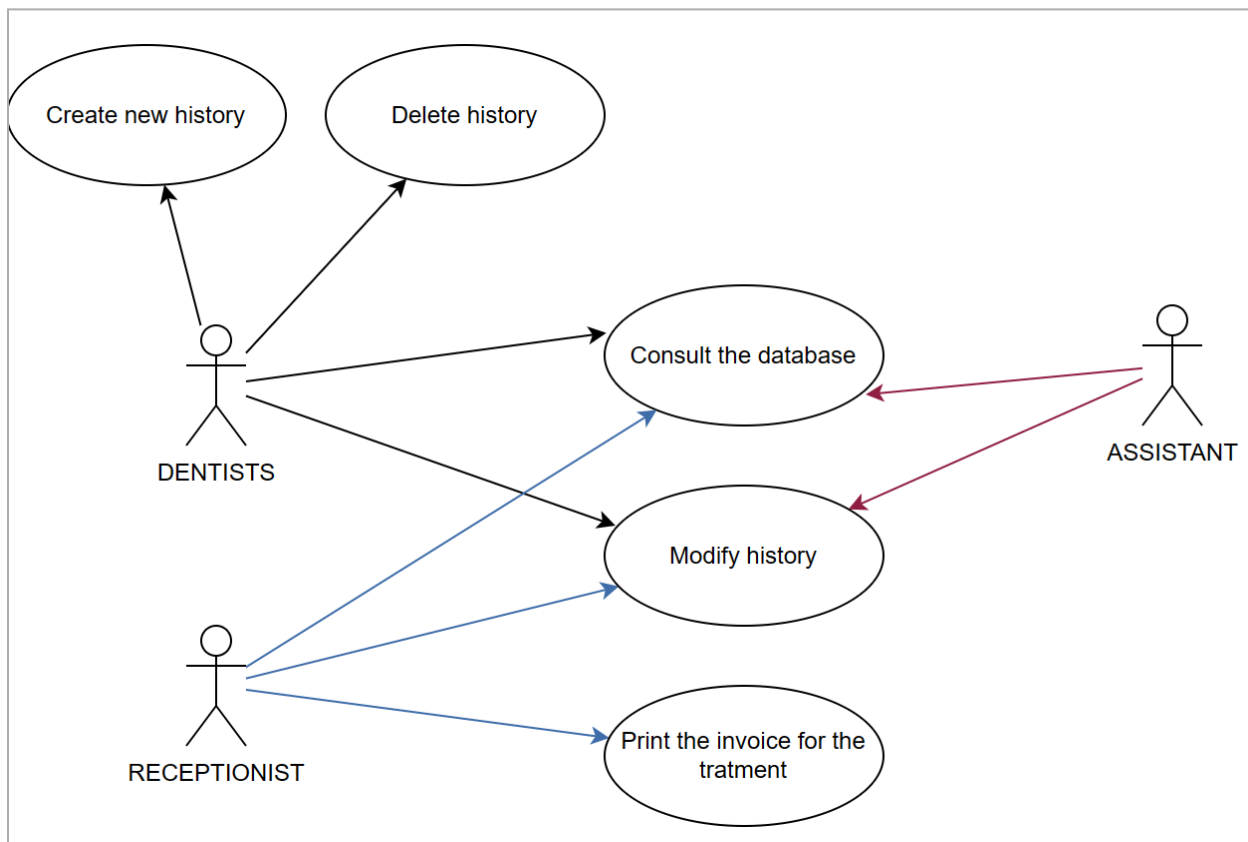 Create new history
Delete history
Consult the database
DENTISTS
ASSISTANT
Modify history
Print the invoice for the
tratment
RECEPTIONIST